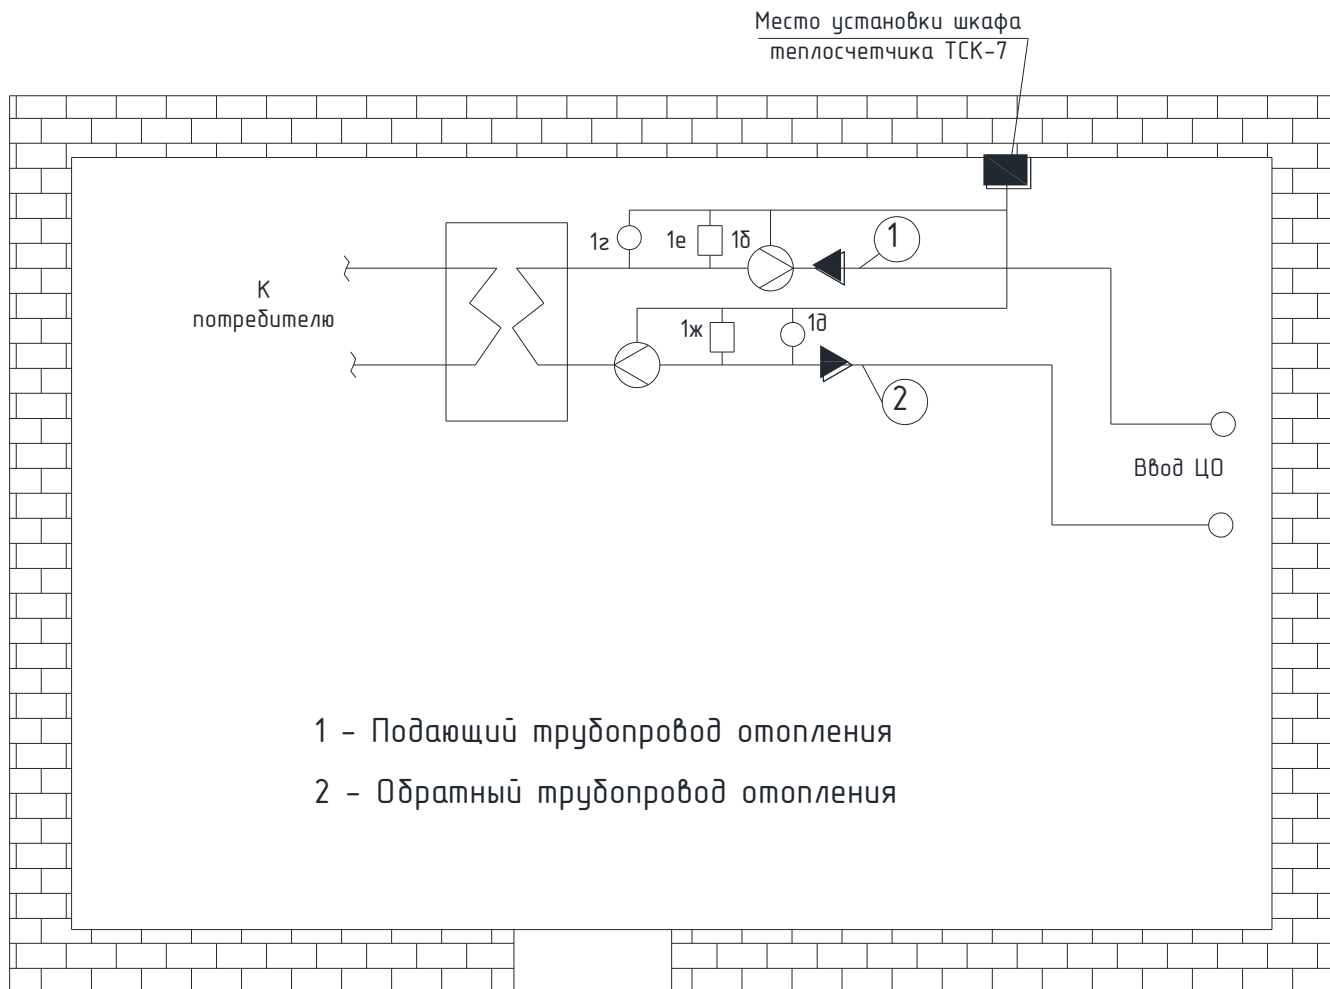 Место установки шкафа
теплосчетчика ТСК-7
1г
1е
1б
1
К
потребителю
1ж
1д
2
Ввод ЦО
1 - Подающий трубопровод отопления
2 - Обратный трубопровод отопления